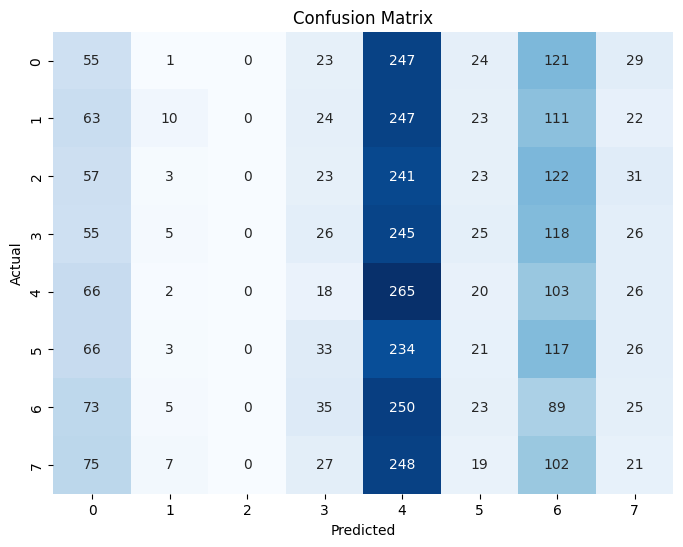 Confusion Matrix
Actual
0 55 1 0 23 247 24 121 29
1 63 10 0 24 247 23 111 22
2 57 3 0 23 241 23 122 31
3 55 5 0 26 245 25 118 26
4 66 2 0 18 265 20 103 26
5 66 3 0 33 234 21 117 26
6 73 5 0 35 250 23 89 25
7 75 7 0 27 248 19 102 21
0 1 2 3 4 5 6 7
Predicted